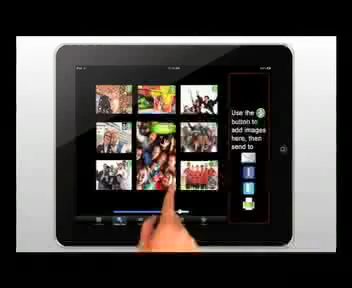 Use the
button to
add images
here, then
send to